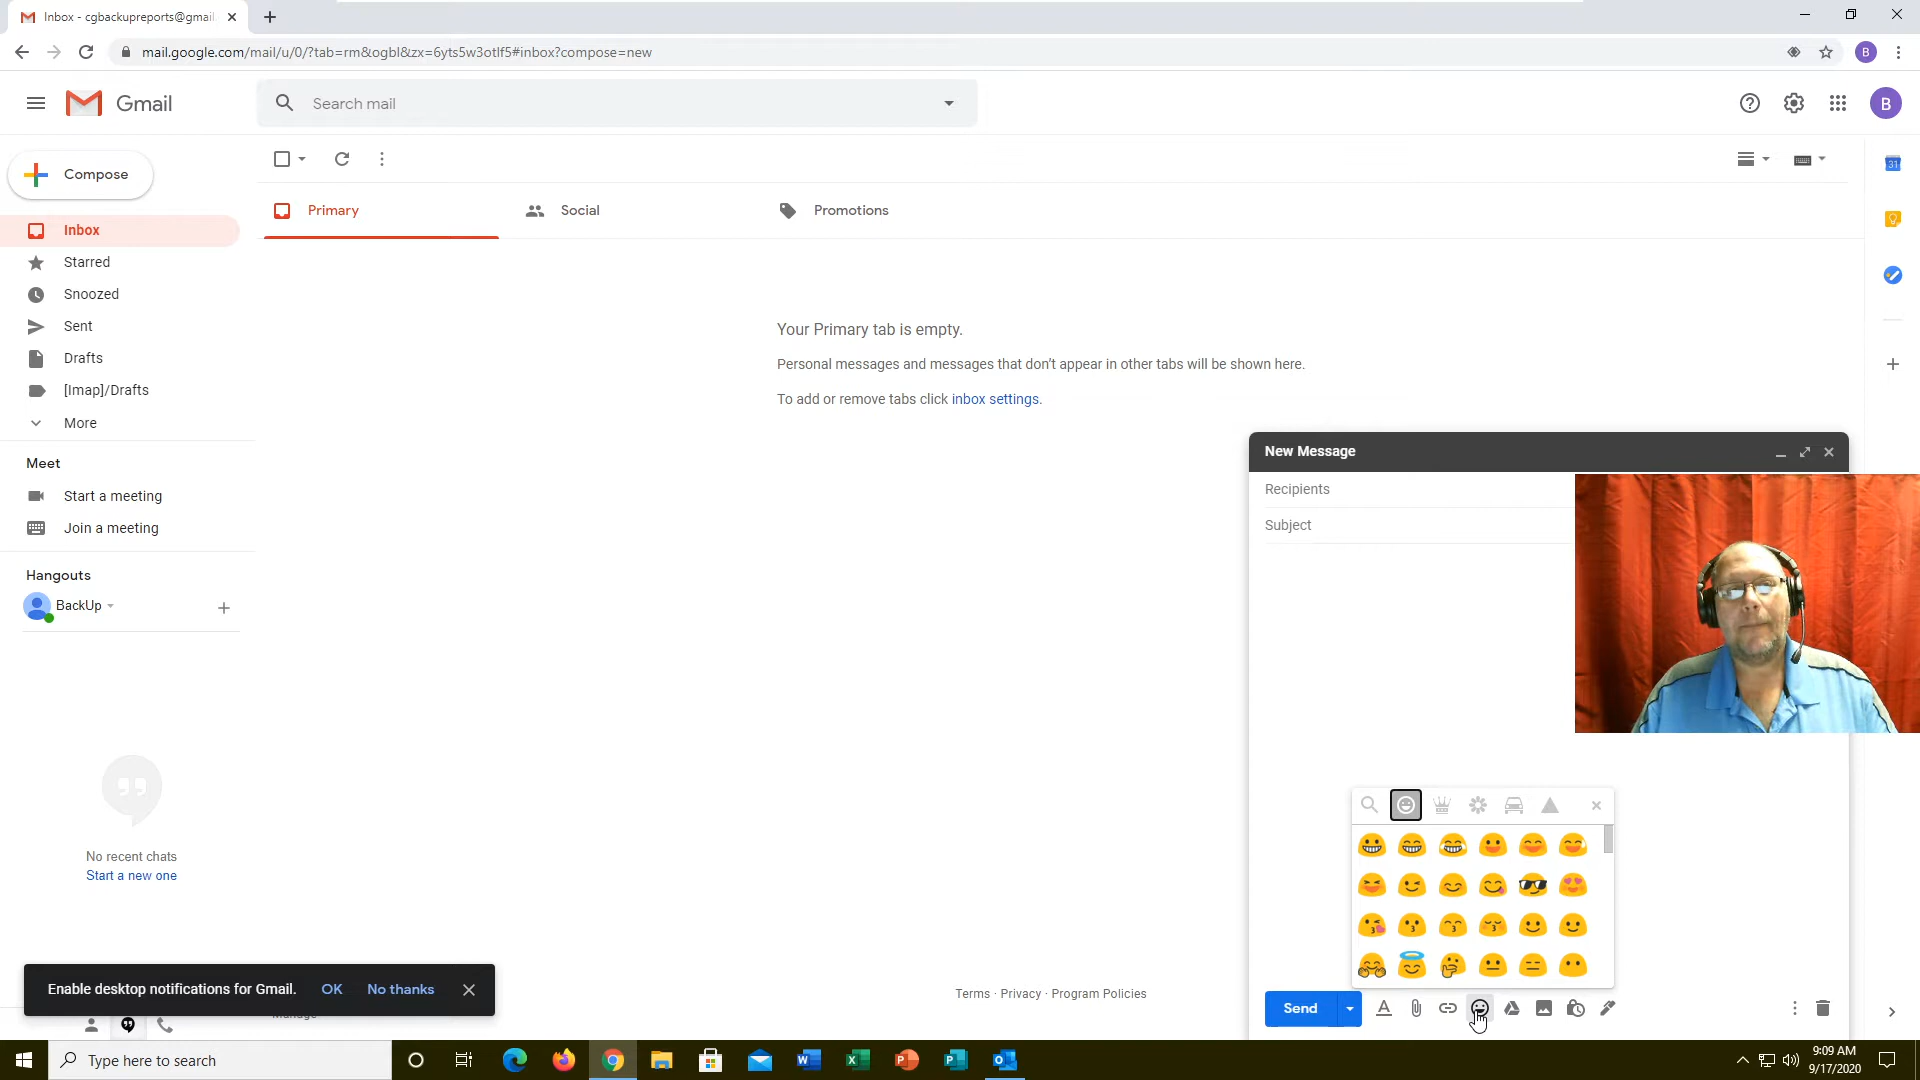 Inbox - cgbackupreports@gmail
mail.google.com/mail/u/0/?tab=rm&ogbl&zx=6yts5w3otlf5#inbox?compose=new
B
Gmail
Search mail
B
Compose
31
Primary
Social
Promotions
Inbox
Starred
Snoozed
Sent
Drafts
[Imap]/Drafts
More
Your Primary tab is empty.
Personal messages and messages that don't appear in other tabs will be shown here.
To add or remove tabs click inbox settings.
Meet
Start a meeting
Join a meeting
Hangouts
BackUp
No recent chats
Start a new one
New Message
Recipients
Subject
Enable desktop notifications for Gmail. OK No thanks
Terms · Privacy · Program Policies
Manage
Send
Type here to search
9:09 AM
9/17/2020